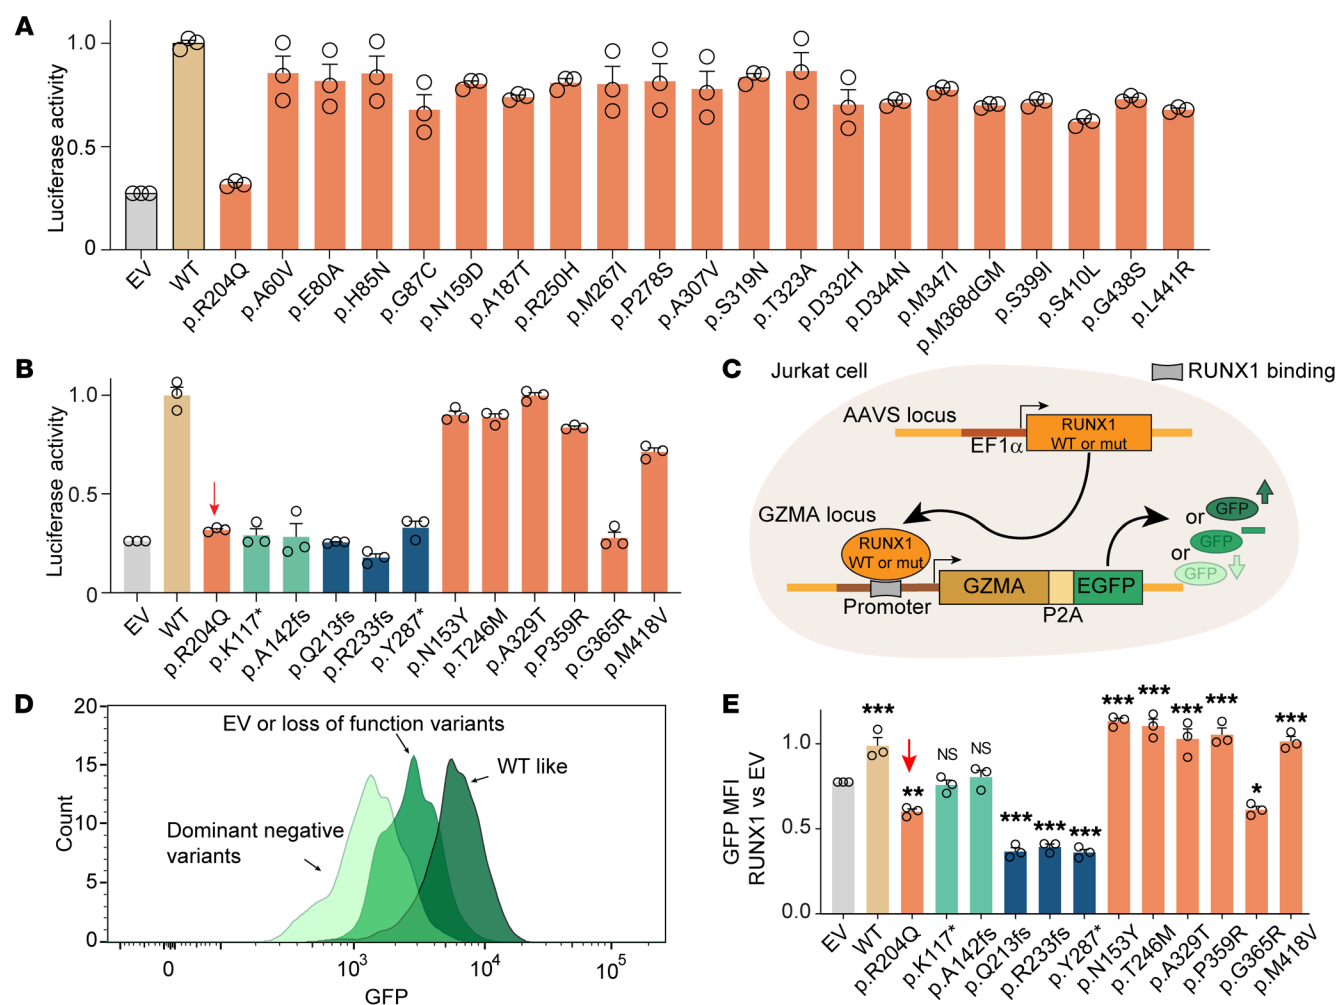 A
Luciferase activity
1.0
0.5
0
EV
WT
p.R204Q
p.A60V
p.E80A
p.H85N
p.G87C
p.N159D
p.A187T
p.R250H
p.M267I
p.P278S
p.A307V
p.S319N
p.T323A
p.D332H
p.D344N
p.M347I
p.M368dGM
p.S399I
p.S410L
p.G438S
p.L441R
B
Luciferase activity
1.0
0.5
0
EV
WT
p.R204Q
p.K117*
p.A142fs
p.Q213fs
p.R233fs
p.Y287*
p.N153Y
p.T246M
p.A329T
p.P359R
p.G365R
p.M418V
C
Jurkat cell
RUNX1 binding
AAVS locus
EF1α
RUNX1
WT or mut
GZMA locus
RUNX1
WT or mut
Promoter
GZMA
P2A
EGFP
GFP
or
GFP
or
GFP
D
Count
20
15
10
5
0
EV or loss of function variants
WT like
Dominant negative
variants
0
10³
10⁴
10⁵
GFP
E
GFP MFI
RUNX1 vs EV
1.0
0.5
0.0
***
**
NS
NS
***
***
***
***
***
***
***
*
***
EV
WT
p.R204Q
p.K117*
p.A142fs
p.Q213fs
p.R233fs
p.Y287*
p.N153Y
p.T246M
p.A329T
p.P359R
p.G365R
p.M418V